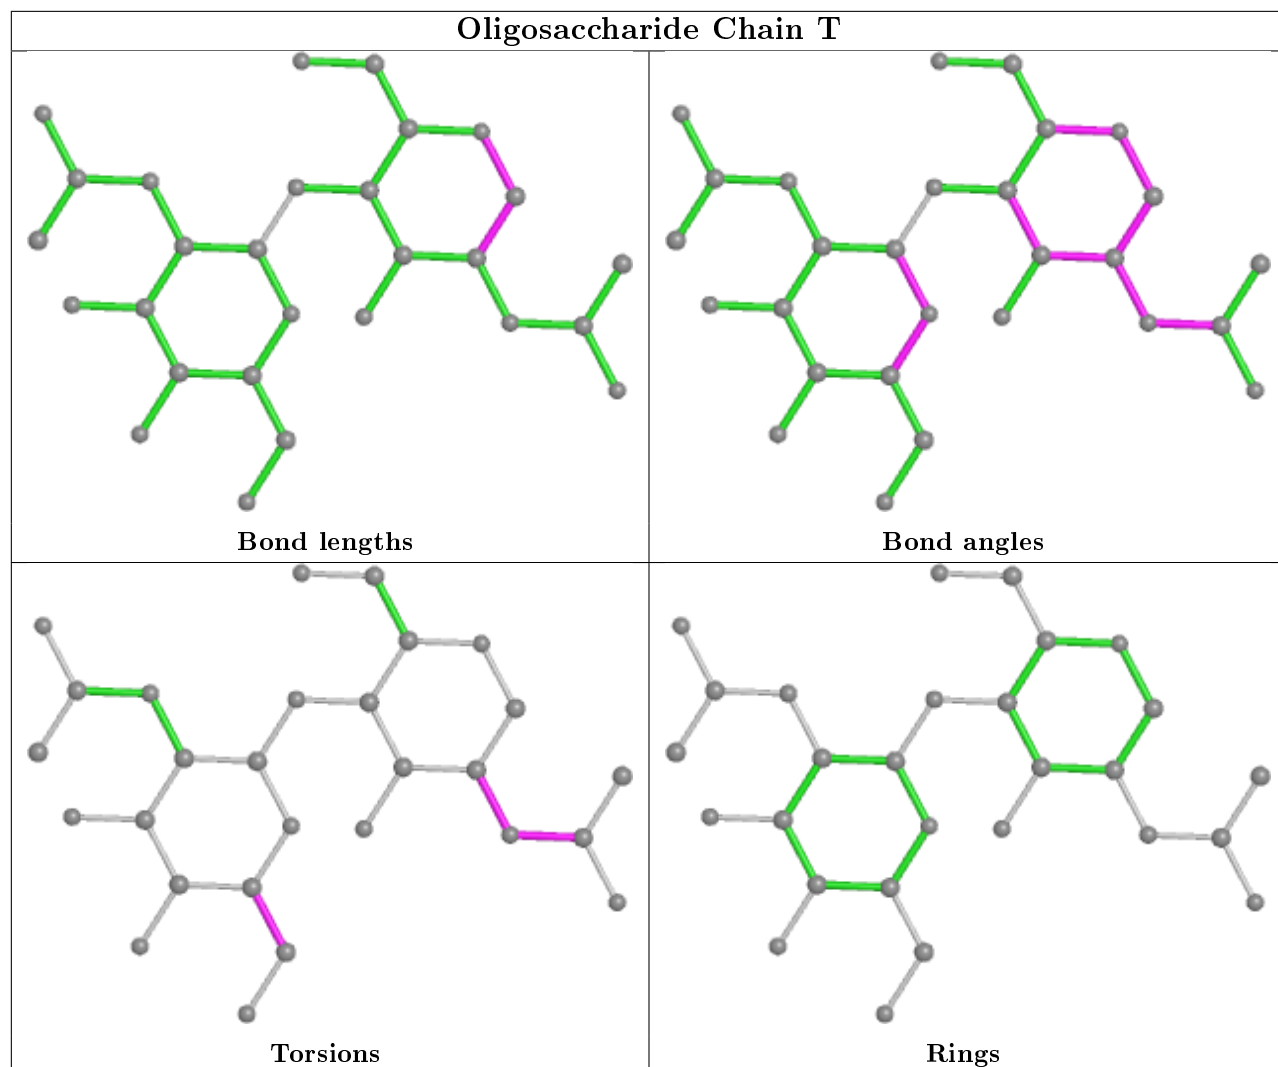 Oligosaccharide Chain T
Bond lengths
Bond angles
Torsions
Rings